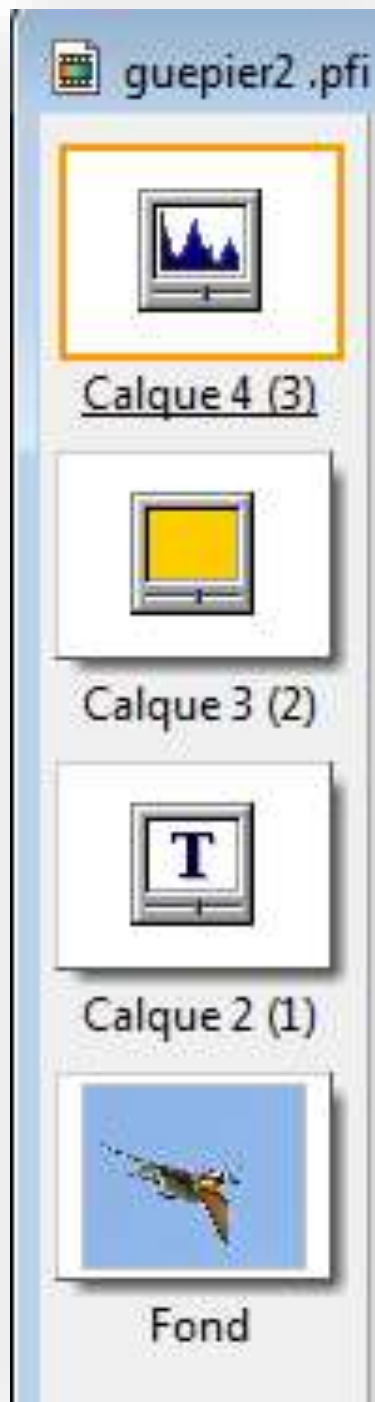 guepier2 .pfi
Calque 4 (3)
Calque 3 (2)
T
Calque 2 (1)
Fond